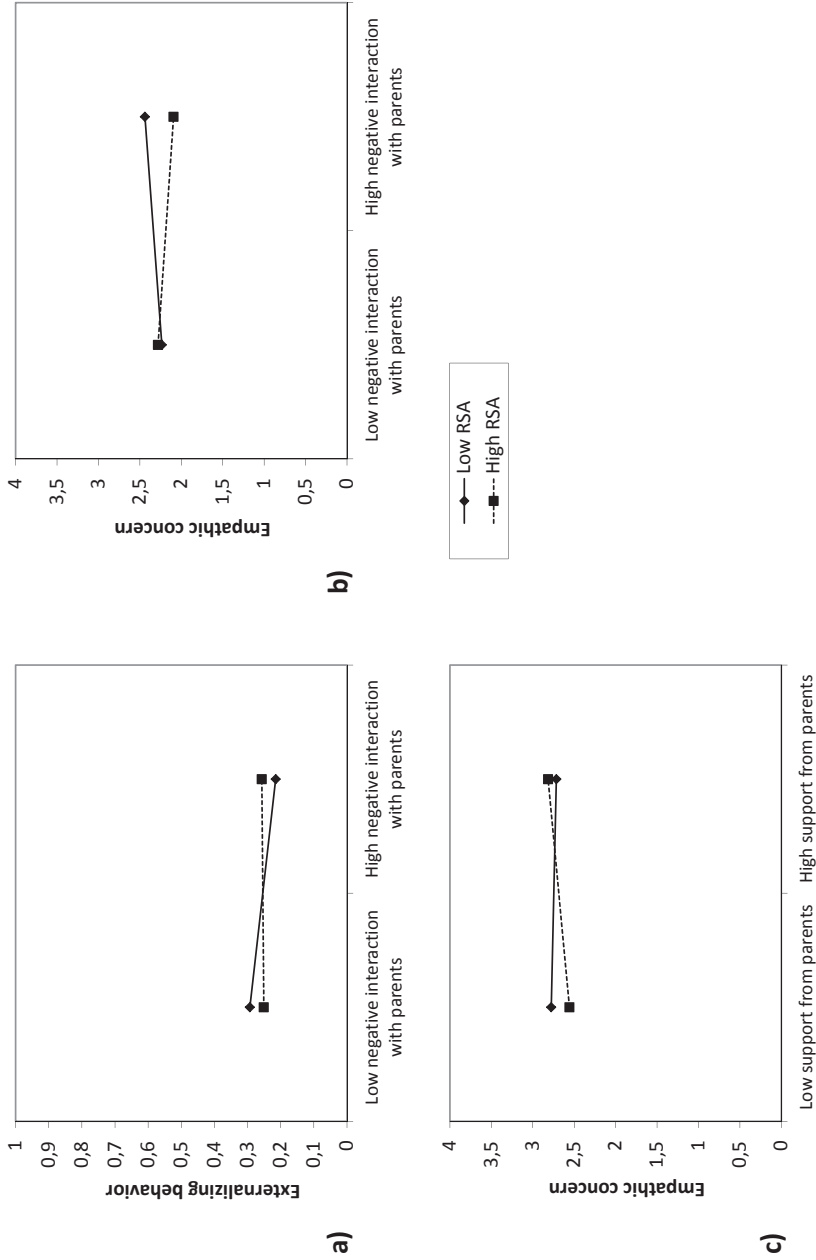 a)
Externalizing behavior
1
0,9
0,8
0,7
0,6
0,5
0,4
0,3
0,2
0,1
0
Low negative interaction
with parents
High negative interaction
with parents
b)
Empathic concern
4
3,5
3
2,5
2
1,5
1
0,5
0
Low negative interaction
with parents
High negative interaction
with parents
c)
Empathic concern
4
3,5
3
2,5
2
1,5
1
0,5
0
Low support from parents
High support from parents
Low RSA
High RSA